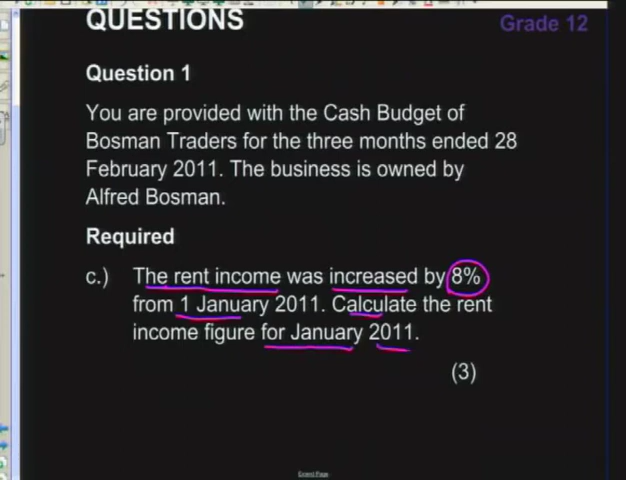 QUESTIONS
Grade 12
Question 1
You are provided with the Cash Budget of
Bosman Traders for the three months ended 28
February 2011. The business is owned by
Alfred Bosman.
Required
c.) The rent income was increased by 8%
from 1 January 2011. Calculate the rent
income figure for January 2011.
(3)
Extend Page